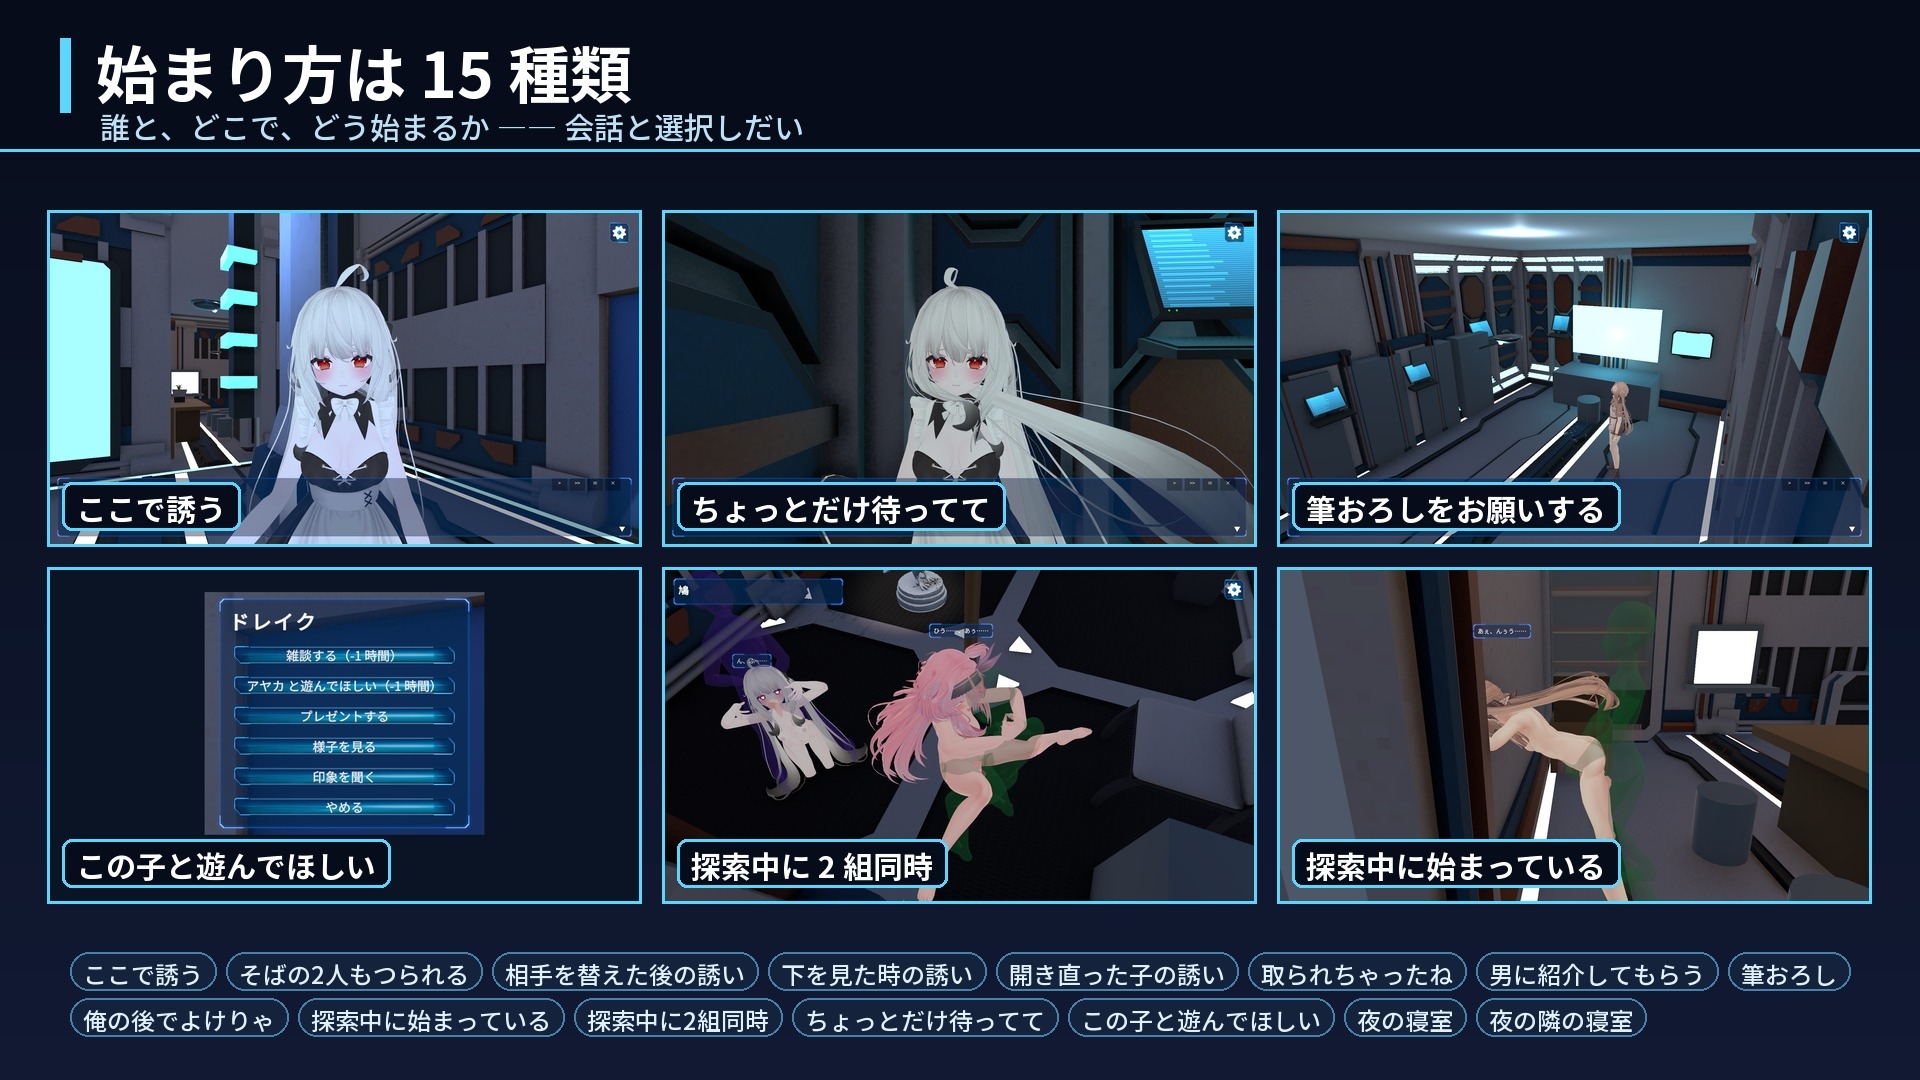 始まり方は 15 種類
誰と、どこで、どう始まるか —— 会話と選択しだい
ここで誘う
ちょっとだけ待ってて
筆おろしをお願いする
ドレイク
雑談する（-1 時間）
アヤカ と遊んでほしい（-1 時間）
プレゼントする
様子を見る
印象を聞く
やめる
この子と遊んでほしい
鳩
ひう……
あぅ……
探索中に 2 組同時
あぇ、んぅう……
探索中に始まっている
ここで誘う
そばの2人もつられる
相手を替えた後の誘い
下を見た時の誘い
開き直った子の誘い
取られちゃったね
男に紹介してもらう
筆おろし
俺の後でよけりゃ
探索中に始まっている
探索中に2組同時
ちょっとだけ待ってて
この子と遊んでほしい
夜の寝室
夜の隣の寝室